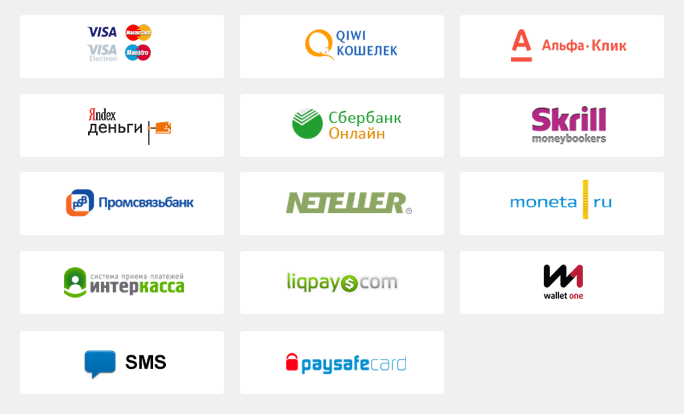 VISA MasterCard
VISA Electron Maestro
QIWI
КОШЕЛЕК
Альфа·Клик
Яndex
деньги
Сбербанк
Онлайн
Skrill
moneybookers
PSB Промсвязьбанк
NETELLER®
moneta ru
система приема платежей
интеркасса
liqpay$com
wallet one
SMS
paysafecard